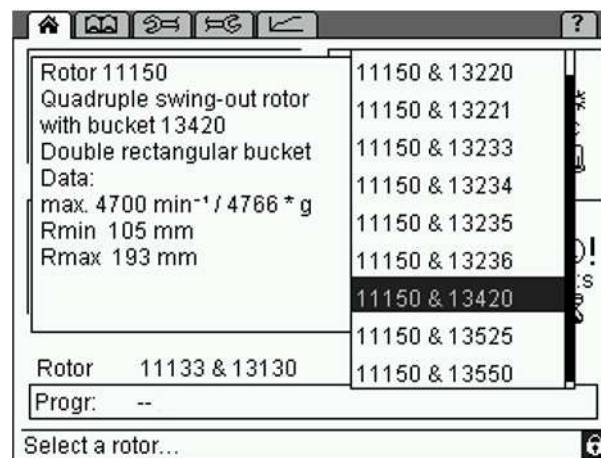 ?
Rotor 11150
Quadruple swing-out rotor
with bucket 13420
Double rectangular bucket
Data:
max. 4700 min⁻¹ / 4766 * g
Rmin 105 mm
Rmax 193 mm
11150 & 13220
11150 & 13221
11150 & 13233
11150 & 13234
11150 & 13235
11150 & 13236
11150 & 13420
11150 & 13525
11150 & 13550
Rotor 11133 & 13130
Progr: --
Select a rotor...